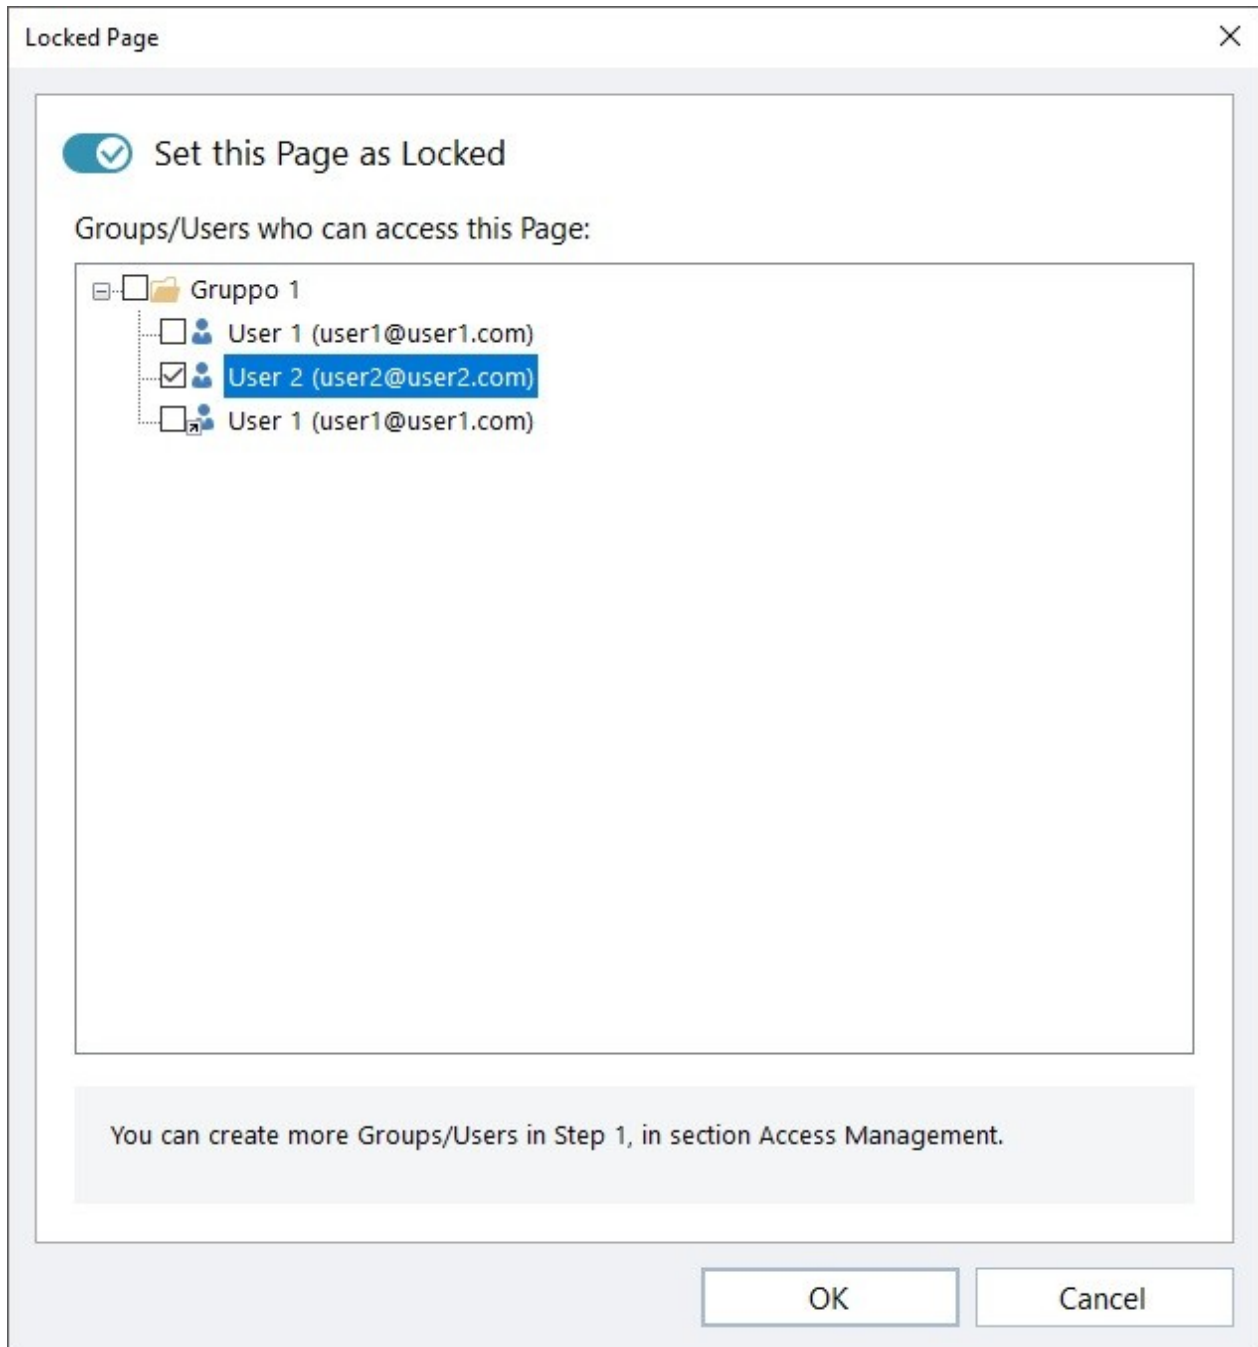 Locked Page
Set this Page as Locked
Groups/Users who can access this Page:
Gruppo 1
User 1 (user1@user1.com)
User 2 (user2@user2.com)
User 1 (user1@user1.com)
You can create more Groups/Users in Step 1, in section Access Management.
OK Cancel